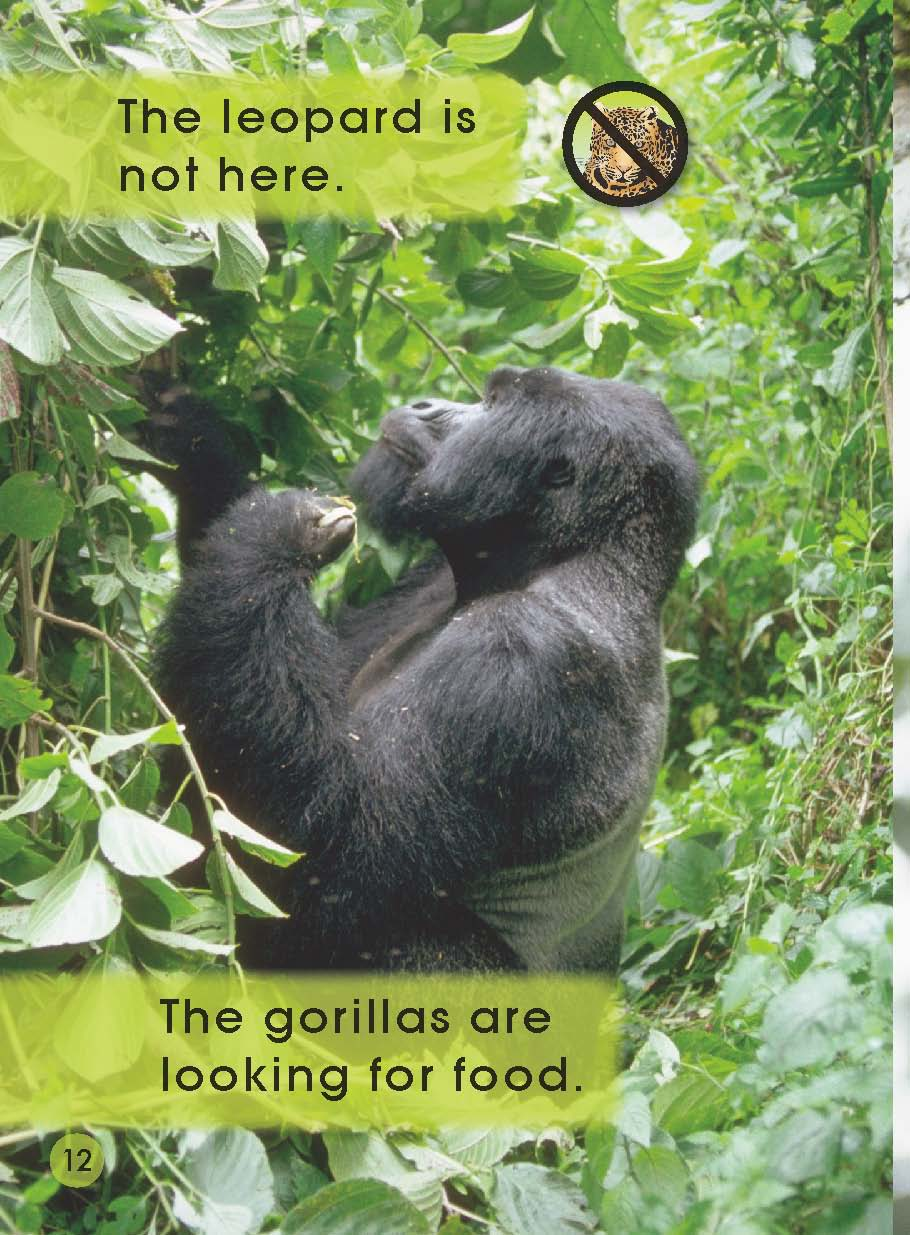 The leopard is
not here.
The gorillas are
looking for food.
12